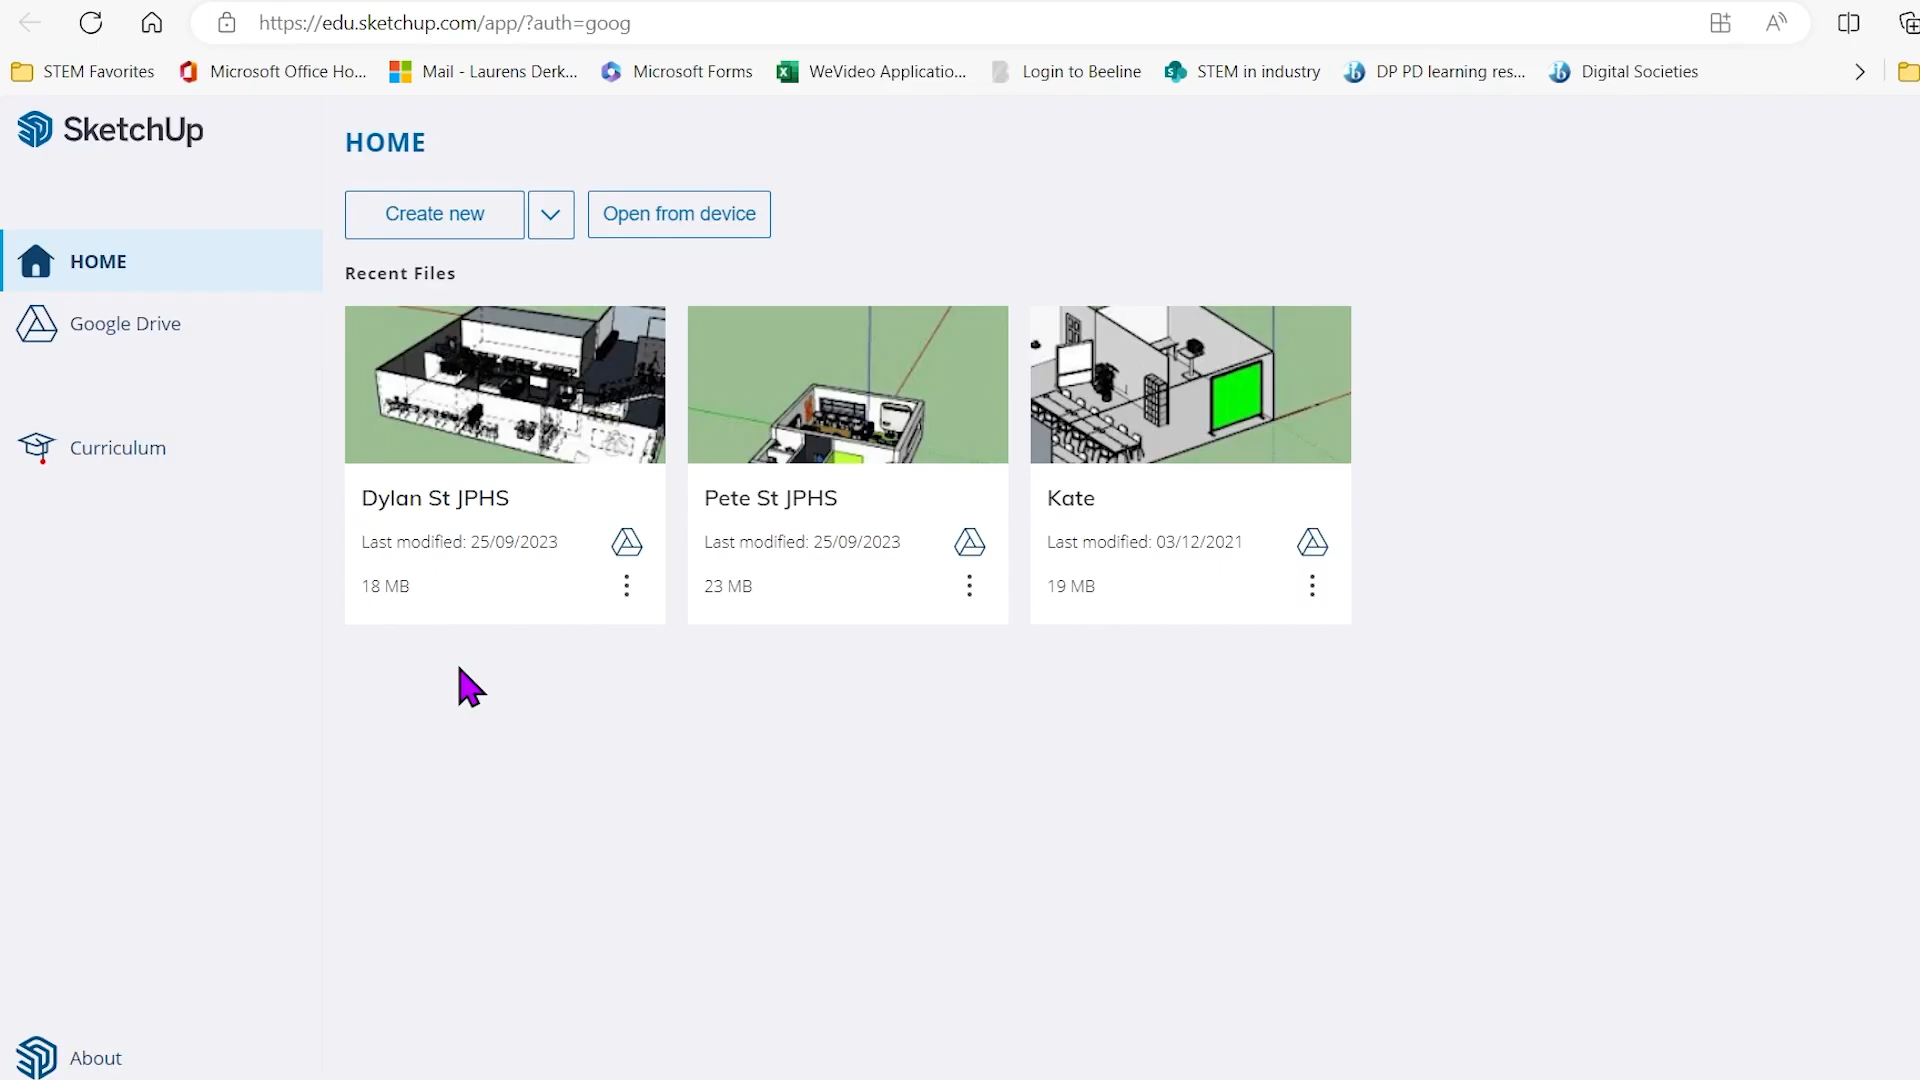 https://edu.sketchup.com/app/?auth=goog
STEM Favorites Microsoft Office Ho... Mail - Laurens Derk... Microsoft Forms WeVideo Applicatio... Login to Beeline STEM in industry DP PD learning res... Digital Societies
SketchUp
HOME
Create new Open from device
HOME
Recent Files
Google Drive
Curriculum
Dylan St JPHS Pete St JPHS Kate
Last modified: 25/09/2023 Last modified: 25/09/2023 Last modified: 03/12/2021
18 MB 23 MB 19 MB
About